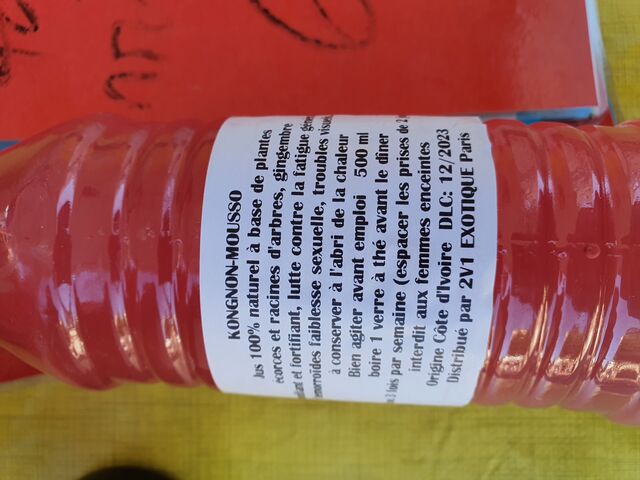 KONGNON-MOUSSO
Jus 100% naturel à base de plantes
écorces et racines d'arbres, gingembre
et fortifiant, lutte contre la fatigue
faiblesse sexuelle, troubles
à conserver à l'abri de la chaleur
Bien agiter avant emploi 500 ml
boire 1 verre à thé avant le dîner
3 fois par semaine (espacer les prises de 2
interdit aux femmes enceintes
Origine Côte d'Ivoire DLC: 12/2023
Distribué par 2V1 EXOTIQUE Paris